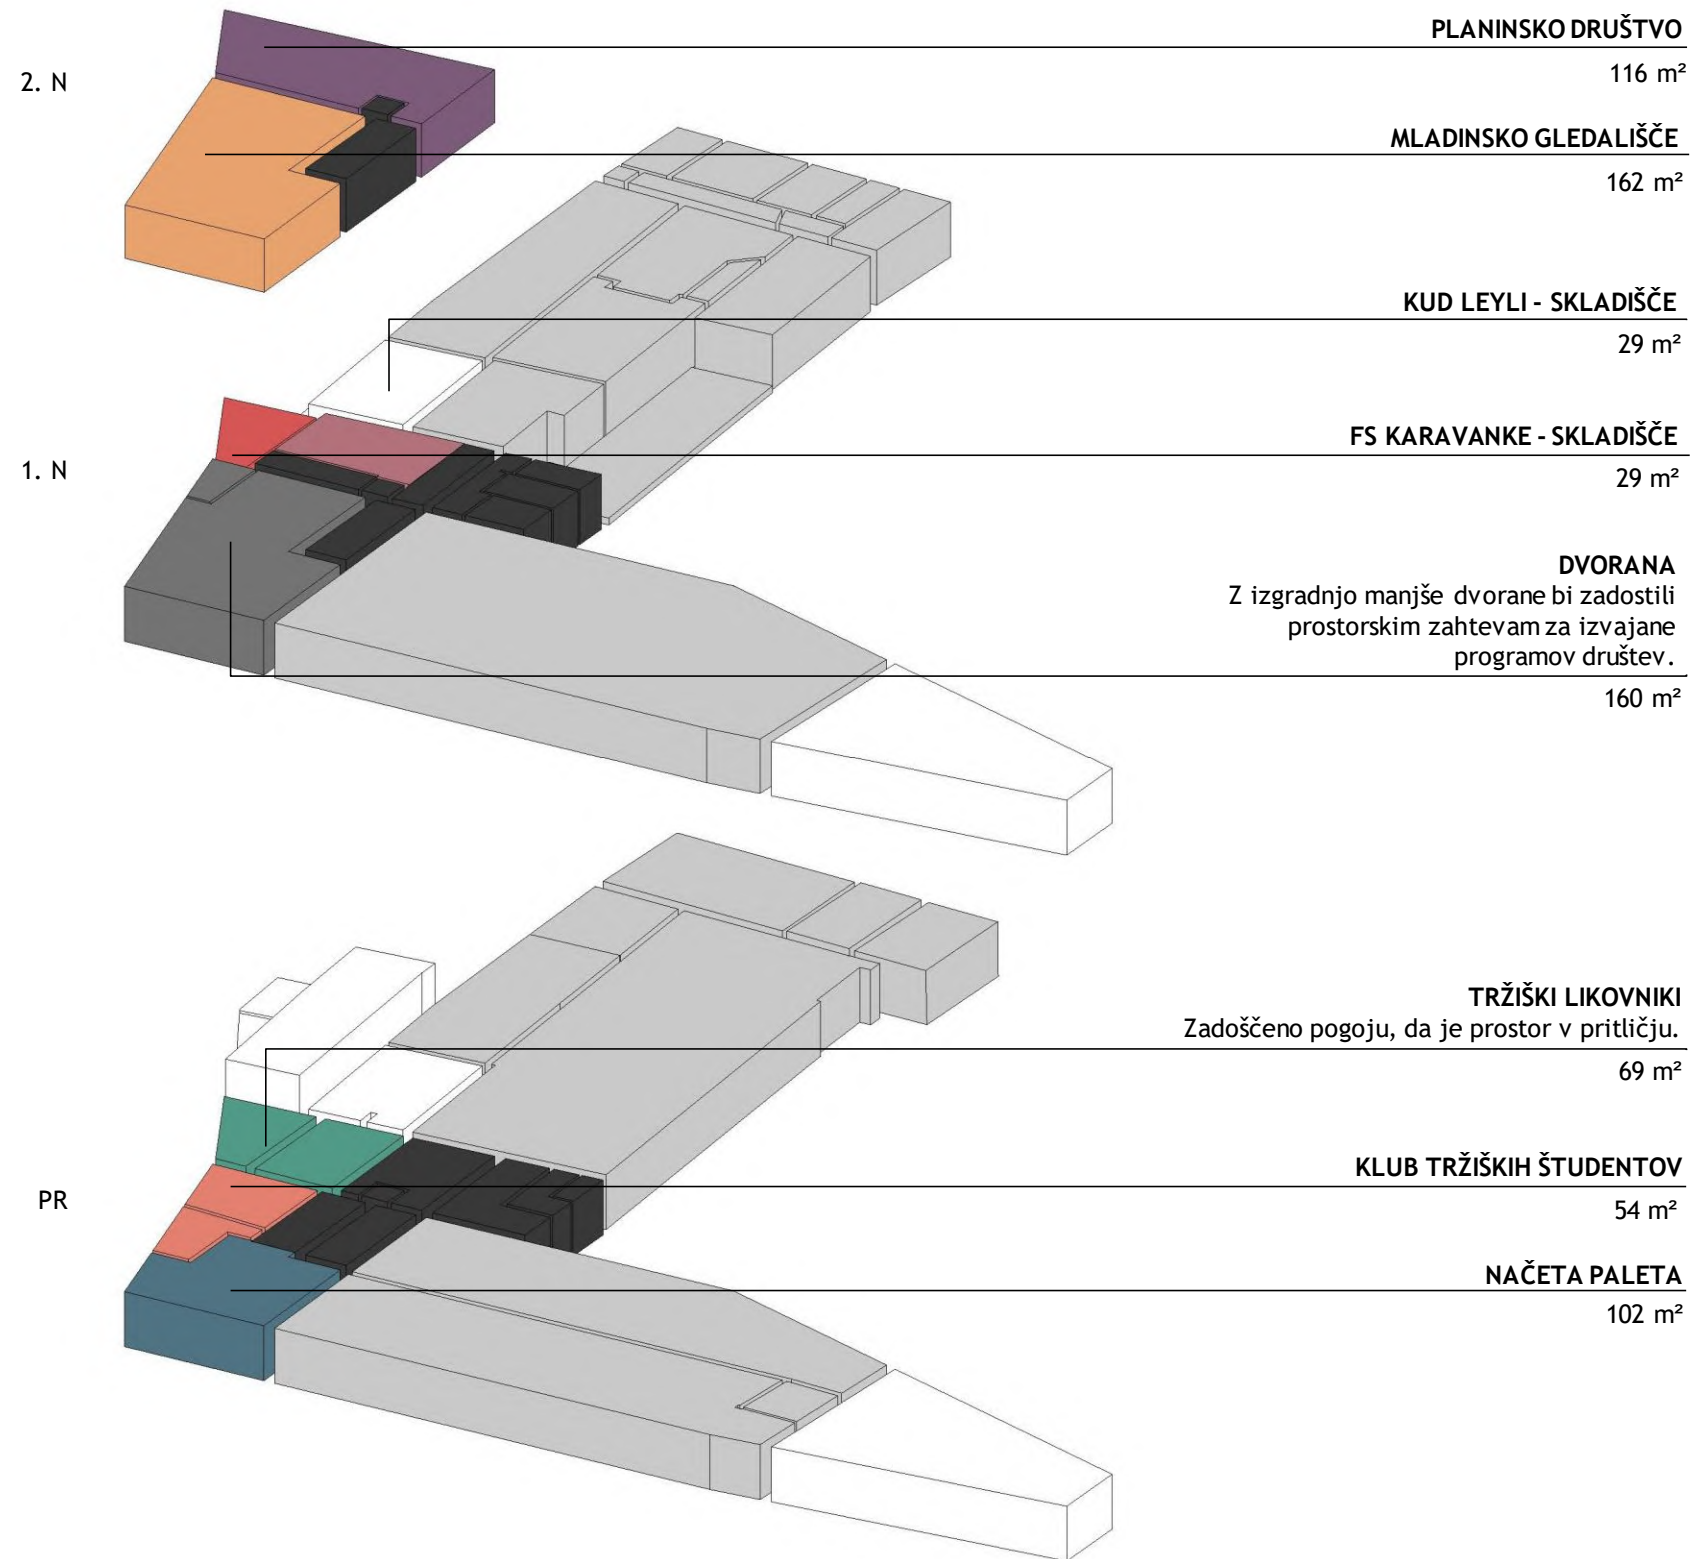 PLANINSKO DRUŠTVO
2. N
116 m²
MLADINSKO GLEDALIŠČE
162 m²
KUD LEYLI - SKLADIŠČE
29 m²
FS KARAVANKE - SKLADIŠČE
1. N
29 m²
DVORANA
Z izgradnjo manjše dvorane bi zadostili
prostorskim zahtevam za izvajane
programov društev.
160 m²
TRŽIŠKI LIKOVNIKI
Zadoščeno pogoju, da je prostor v pritličju.
69 m²
KLUB TRŽIŠKIH ŠTUDENTOV
PR
54 m²
NAČETA PALETA
102 m²